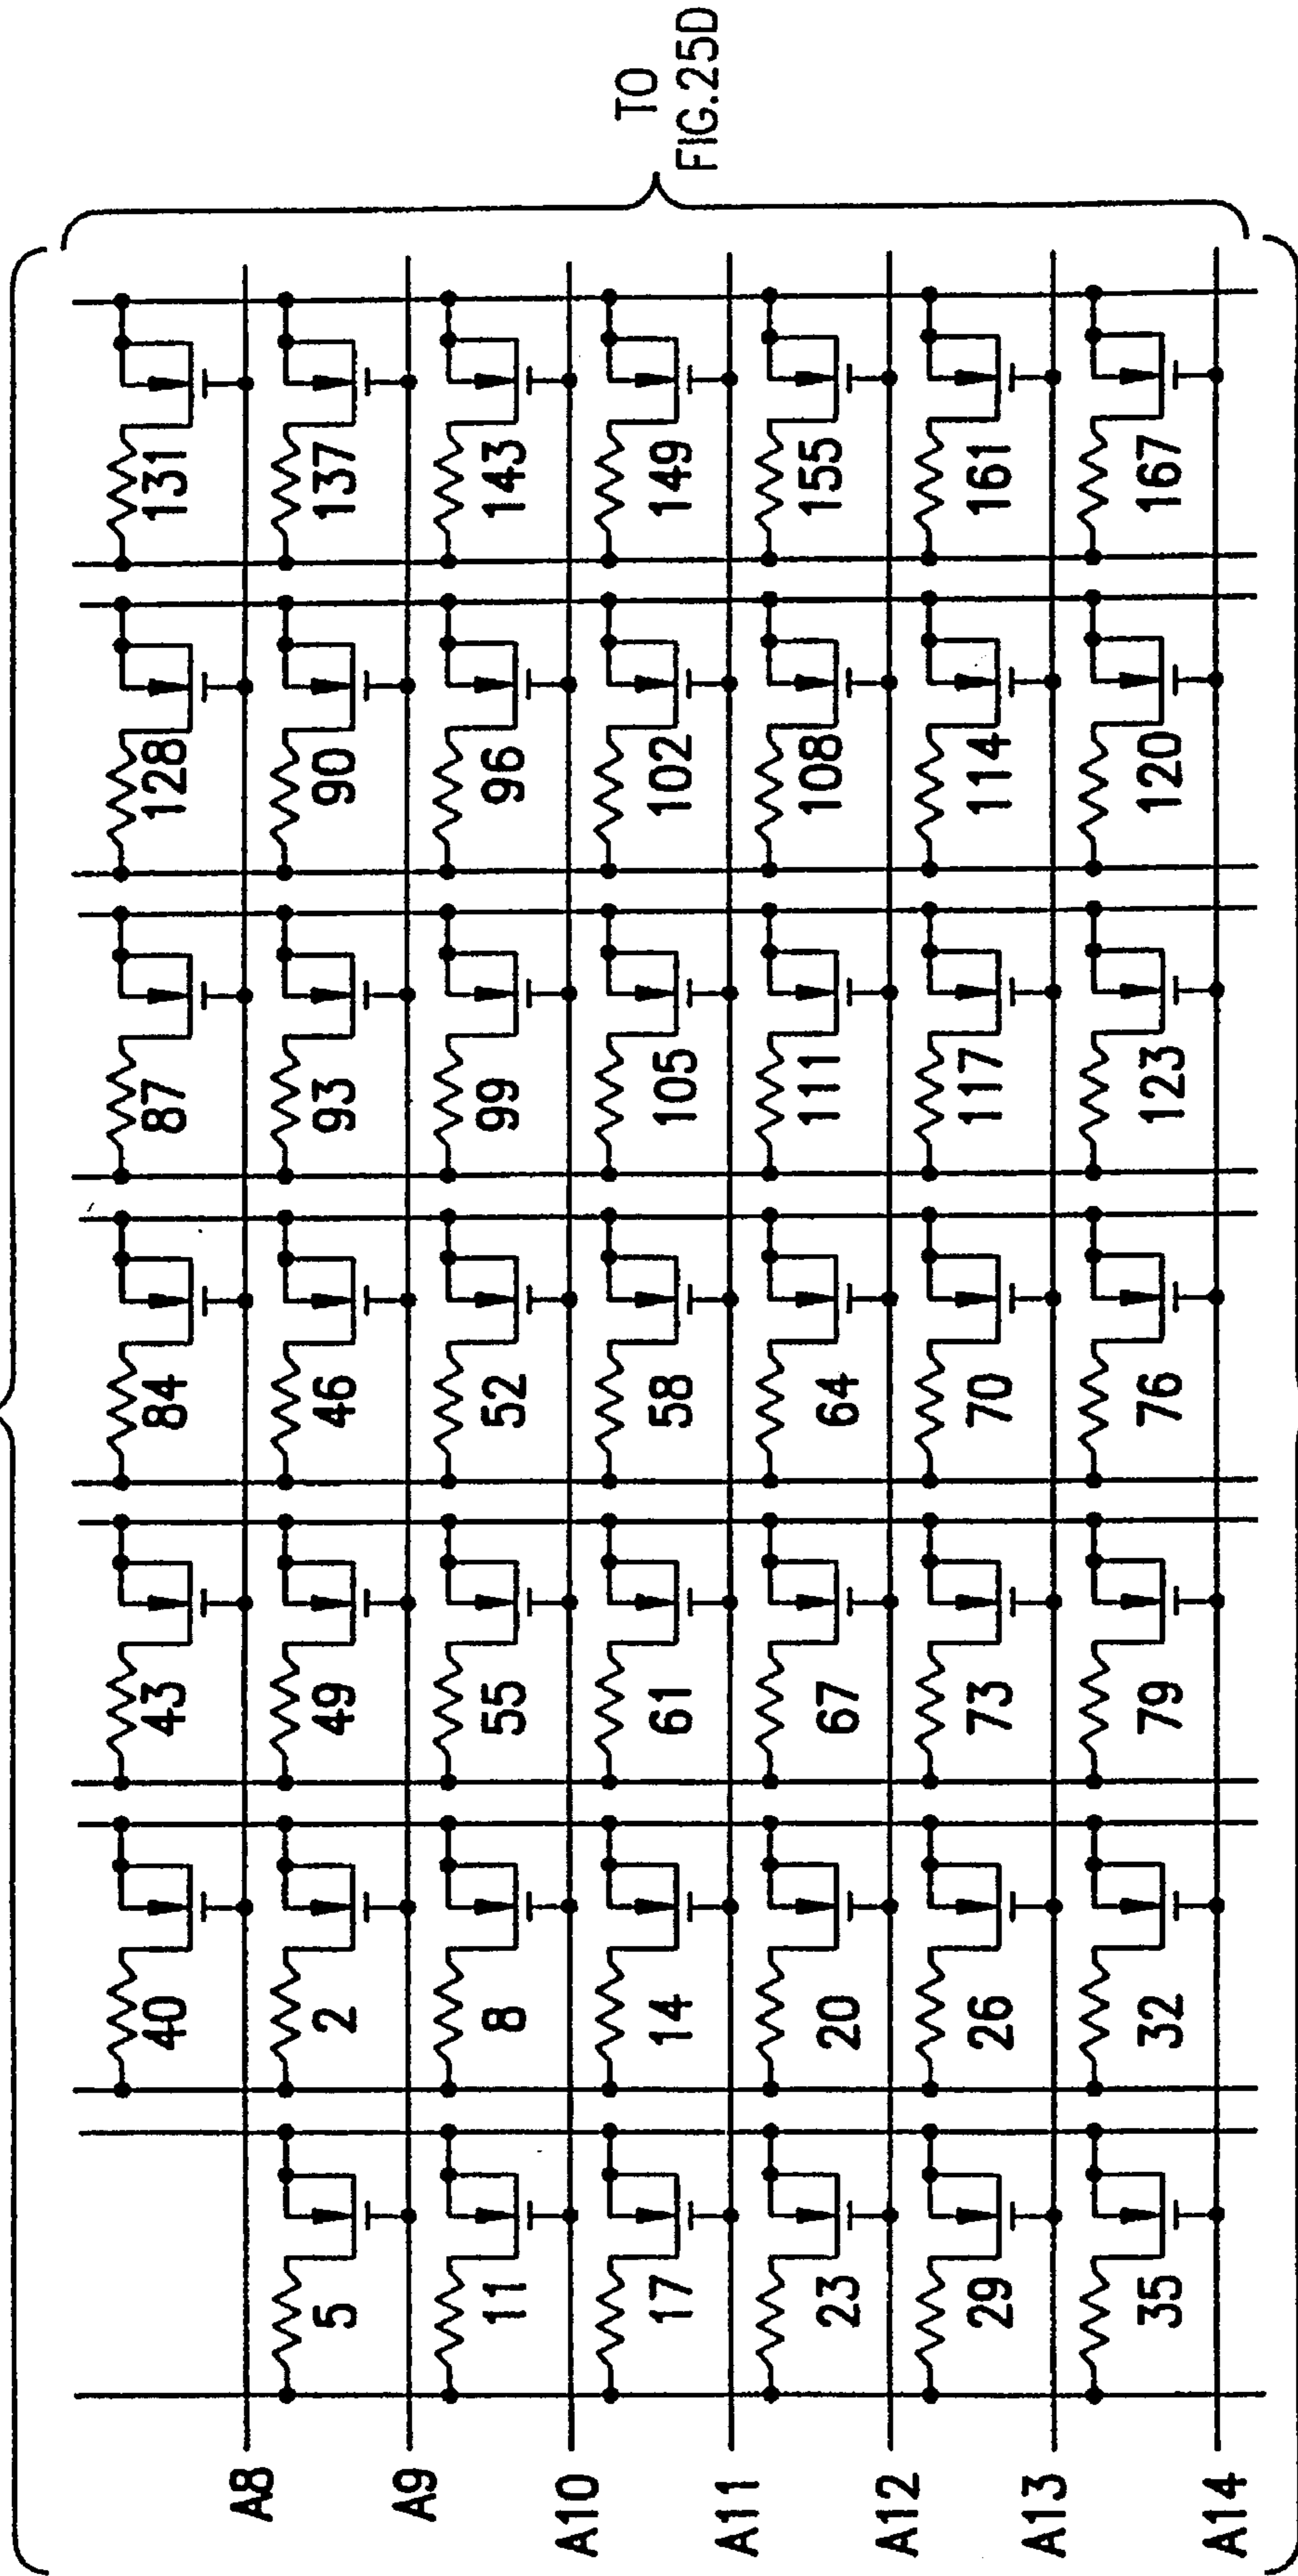 40 43 84 87 128 131
A8
5 2 49 46 93 90 137
A9
11 8 55 52 99 96 143
A10
17 14 61 58 105 102 149
A11
TO
FIG.25D
23 20 67 64 111 108 155
A12
29 26 73 70 117 114 161
A13
35 32 79 76 123 120 167
A14